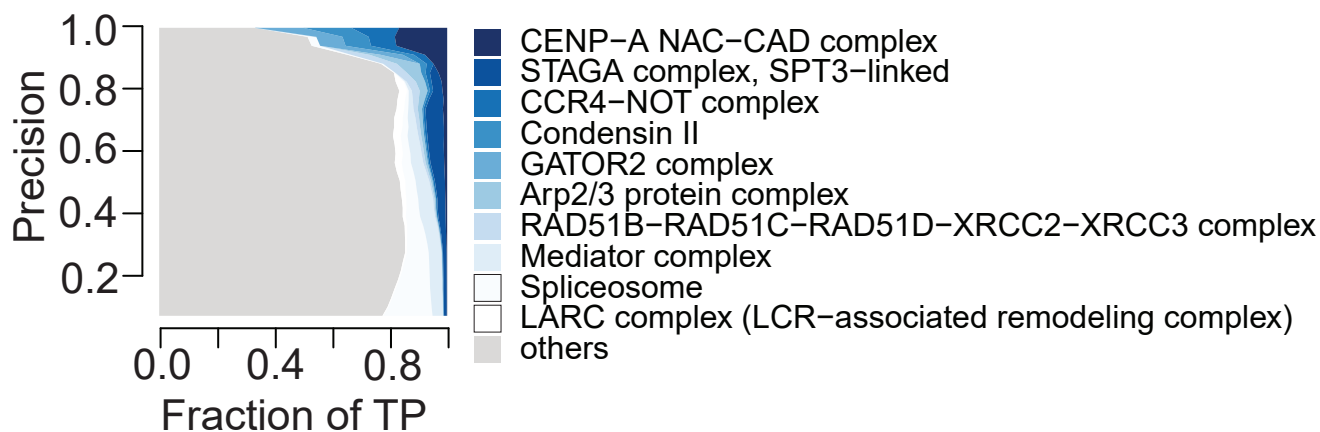 1.0
0.8
0.6
0.4
0.2
Precision
0.0 0.4 0.8
Fraction of TP
CENP−A NAC−CAD complex
STAGA complex, SPT3−linked
CCR4−NOT complex
Condensin II
GATOR2 complex
Arp2/3 protein complex
RAD51B−RAD51C−RAD51D−XRCC2−XRCC3 complex
Mediator complex
Spliceosome
LARC complex (LCR−associated remodeling complex)
others